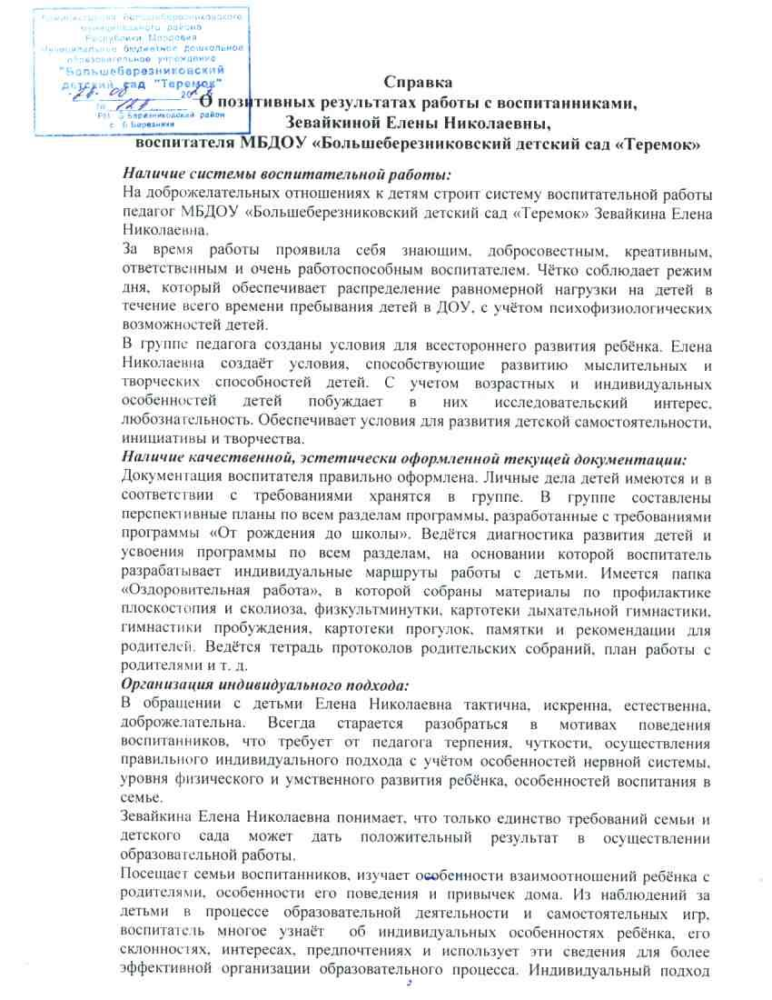 Администрация Большеберезниковского
муниципального района
Республики Мордовия
Муниципальное бюджетное дошкольное
образовательное учреждение
"Большеберезниковский
детский сад "Теремок"
20
№ 128
РМ Б Березниковский район
с Б Березники
Справка
О позитивных результатах работы с воспитанниками,
Зевайкиной Елены Николаевны,
воспитателя МБДОУ «Большеберезниковский детский сад «Теремок»
Наличие системы воспитательной работы:
На доброжелательных отношениях к детям строит систему воспитательной работы
педагог МБДОУ «Большеберезниковский детский сад «Теремок» Зевайкина Елена
Николаевна.
За время работы проявила себя знающим, добросовестным, креативным,
ответственным и очень работоспособным воспитателем. Чётко соблюдает режим
дня, который обеспечивает распределение равномерной нагрузки на детей в
течение всего времени пребывания детей в ДОУ, с учётом психофизиологических
возможностей детей.
В группе педагога созданы условия для всестороннего развития ребёнка. Елена
Николаевна создаёт условия, способствующие развитию мыслительных и
творческих способностей детей. С учетом возрастных и индивидуальных
особенностей детей побуждает в них исследовательский интерес,
любознательность. Обеспечивает условия для развития детской самостоятельности,
инициативы и творчества.
Наличие качественной, эстетически оформленной текущей документации:
Документация воспитателя правильно оформлена. Личные дела детей имеются и в
соответствии с требованиями хранятся в группе. В группе составлены
перспективные планы по всем разделам программы, разработанные с требованиями
программы «От рождения до школы». Ведётся диагностика развития детей и
усвоения программы по всем разделам, на основании которой воспитатель
разрабатывает индивидуальные маршруты работы с детьми. Имеется папка
«Оздоровительная работа», в которой собраны материалы по профилактике
плоскостопия и сколиоза, физкультминутки, картотеки дыхательной гимнастики,
гимнастики пробуждения, картотеки прогулок, памятки и рекомендации для
родителей. Ведётся тетрадь протоколов родительских собраний, план работы с
родителями и т. д.
Организация индивидуального подхода:
В обращении с детьми Елена Николаевна тактична, искренна, естественна,
доброжелательна. Всегда старается разобраться в мотивах поведения
воспитанников, что требует от педагога терпения, чуткости, осуществления
правильного индивидуального подхода с учётом особенностей нервной системы,
уровня физического и умственного развития ребёнка, особенностей воспитания в
семье.
Зевайкина Елена Николаевна понимает, что только единство требований семьи и
детского сада может дать положительный результат в осуществлении
образовательной работы.
Посещает семьи воспитанников, изучает особенности взаимоотношений ребёнка с
родителями, особенности его поведения и привычек дома. Из наблюдений за
детьми в процессе образовательной деятельности и самостоятельных игр,
воспитатель многое узнаёт об индивидуальных особенностях ребёнка, его
склонностях, интересах, предпочтениях и использует эти сведения для более
эффективной организации образовательного процесса. Индивидуальный подход